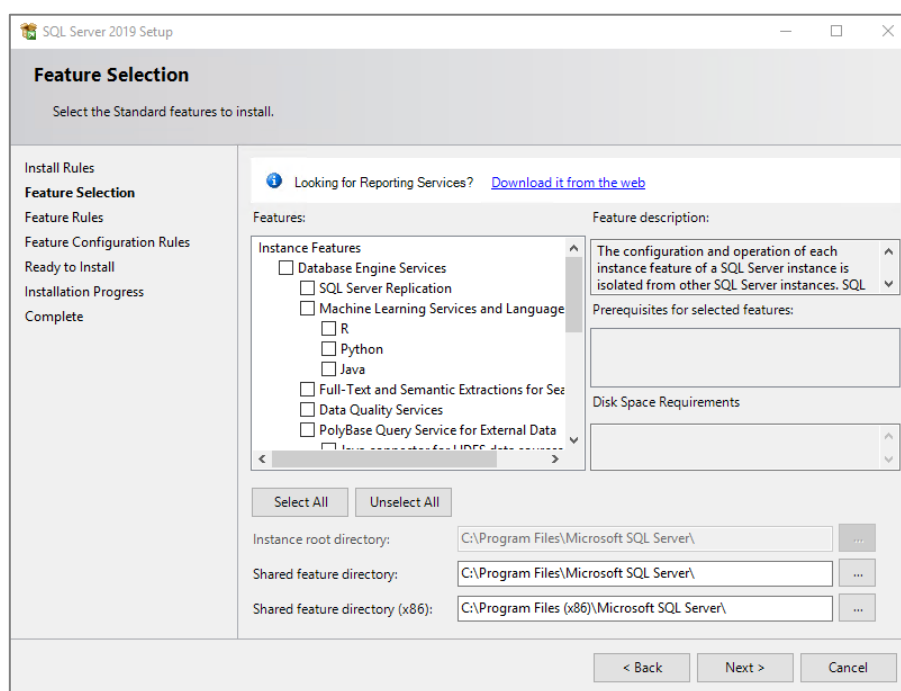 SQL Server 2019 Setup
Feature Selection
Select the Standard features to install.
Install Rules
Feature Selection
Feature Rules
Feature Configuration Rules
Ready to Install
Installation Progress
Complete
Looking for Reporting Services? Download it from the web
Features:
Instance Features
Database Engine Services
SQL Server Replication
Machine Learning Services and Language
R
Python
Java
Full-Text and Semantic Extractions for Sea
Data Quality Services
PolyBase Query Service for External Data
Java connector for HDFS data sources
Feature description:
The configuration and operation of each
instance feature of a SQL Server instance is
isolated from other SQL Server instances. SQL
Prerequisites for selected features:
Disk Space Requirements
Select All
Unselect All
Instance root directory: C:\Program Files\Microsoft SQL Server\ ...
Shared feature directory: C:\Program Files\Microsoft SQL Server\ ...
Shared feature directory (x86): C:\Program Files (x86)\Microsoft SQL Server\ ...
< Back
Next >
Cancel